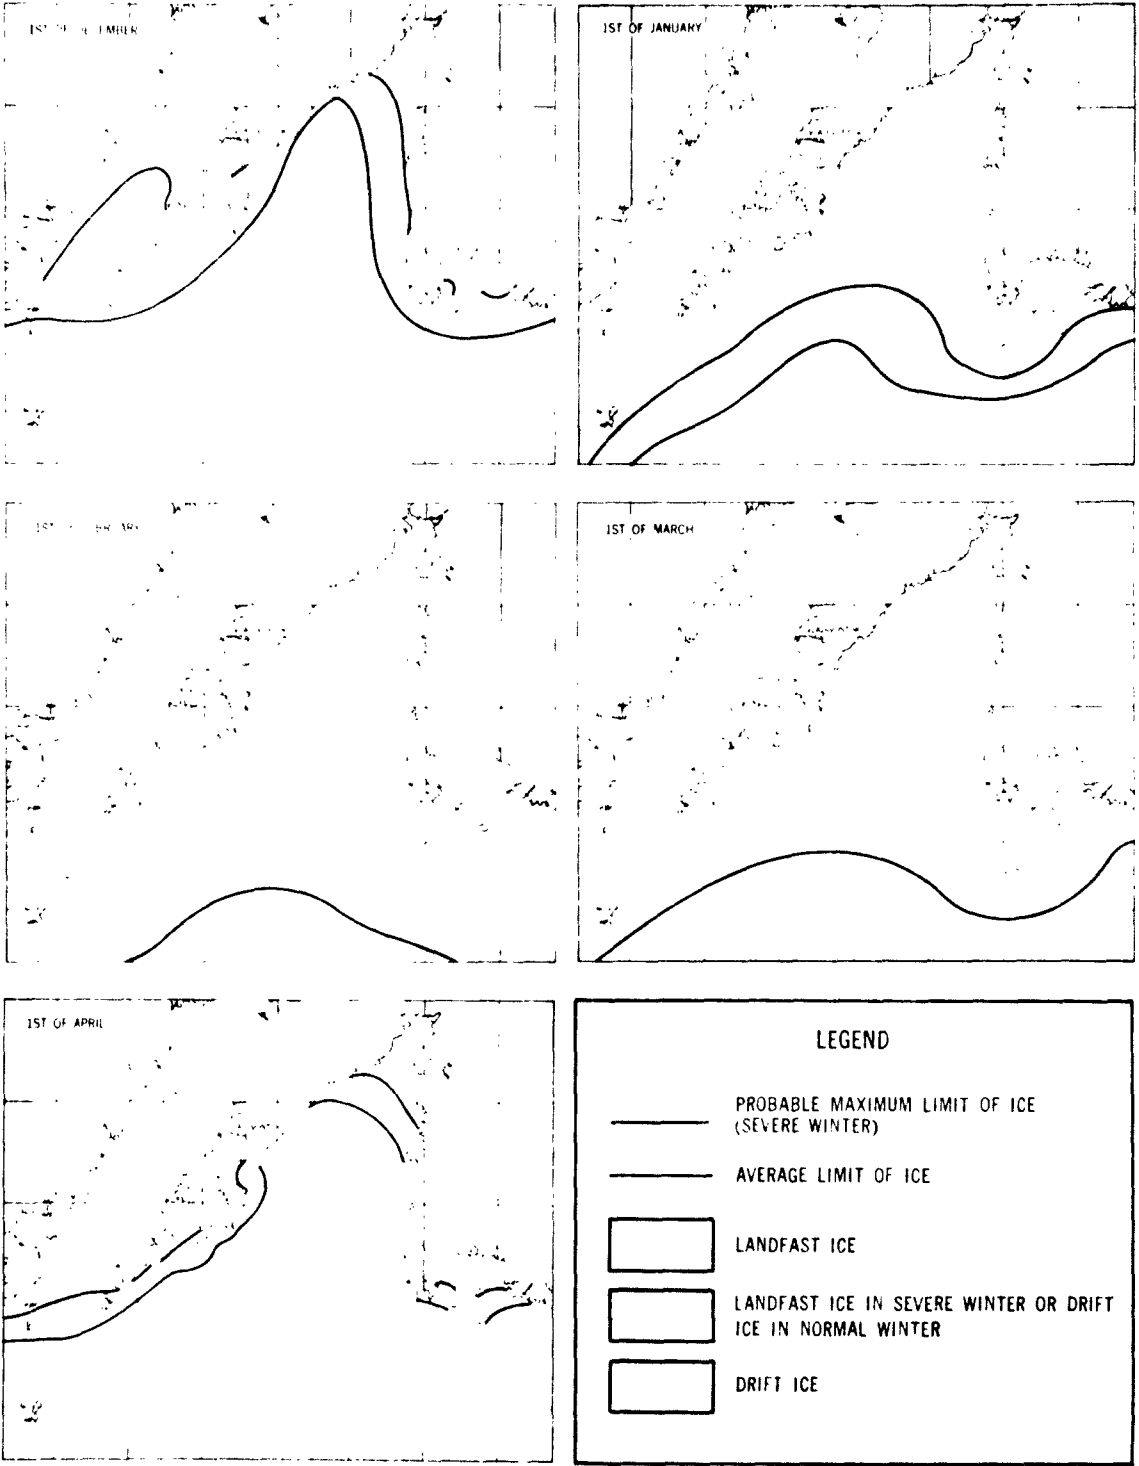 1ST OF JANUARY
1ST OF MARCH
1ST OF APRIL
LEGEND
PROBABLE MAXIMUM LIMIT OF ICE
(SEVERE WINTER)
AVERAGE LIMIT OF ICE
LANDFAST ICE
LANDFAST ICE IN SEVERE WINTER OR DRIFT
ICE IN NORMAL WINTER
DRIFT ICE